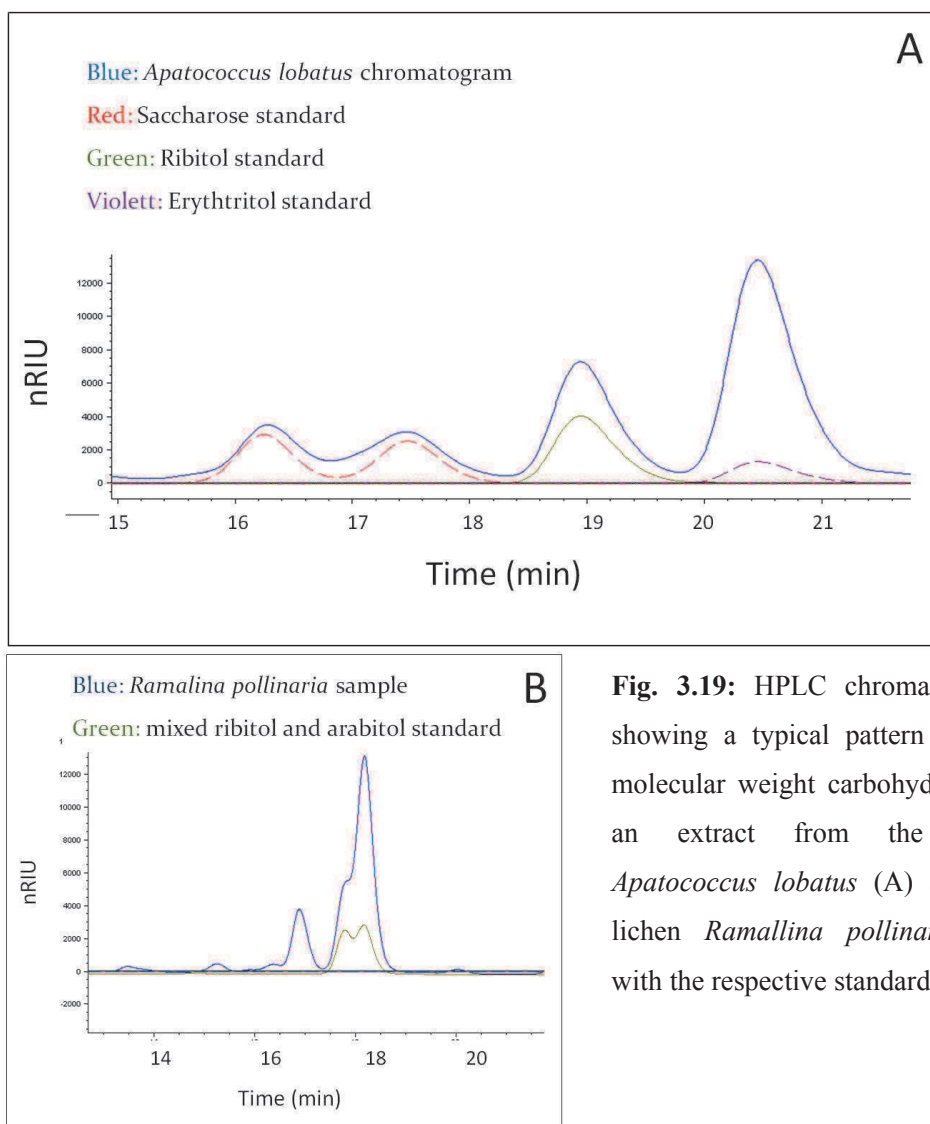 A
Blue: Apatococcus lobatus chromatogram
Red: Saccharose standard
Green: Ribitol standard
Violett: Erythtritol standard
12000
10000
8000
6000
4000
2000
0
nRIU
15 16 17 18 19 20 21
Time (min)
B
Blue: Ramalina pollinaria sample
Green: mixed ribitol and arabitol standard
12000
10000
8000
6000
4000
2000
0
-2000
nRIU
14 16 18 20
Time (min)
Fig. 3.19: HPLC chroma
showing a typical pattern
molecular weight carbohyd
an extract from the
Apatococcus lobatus (A)
lichen Ramallina pollina
with the respective standard